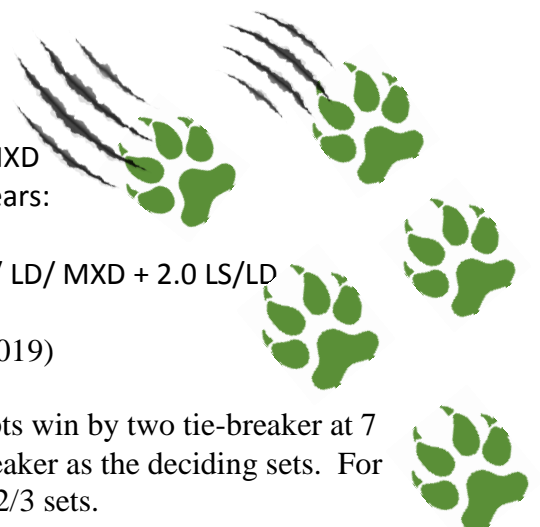 MXD
ears:
/ LD/ MXD + 2.0 LS/LD
019)
ots win by two tie-breaker at 7
eaker as the deciding sets. For
2/3 sets.